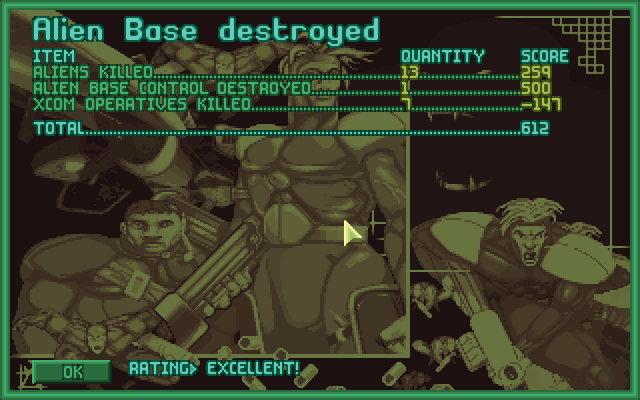 Alien Base destroyed
ITEM QUANTITY SCORE
ALIENS KILLED 13 259
ALIEN BASE CONTROL DESTROYED 1 500
XCOM OPERATIVES KILLED 7 -147
TOTAL 612
OK RATING> EXCELLENT!